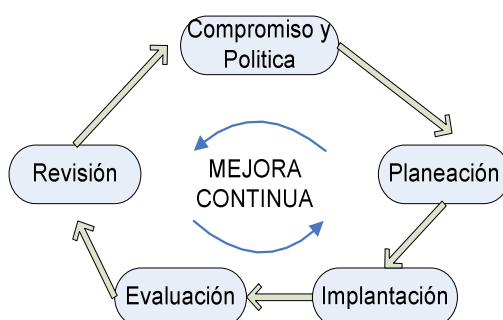 Compromiso y
Politica
Planeación
Implantación
Evaluación
Revisión
MEJORA
CONTINUA